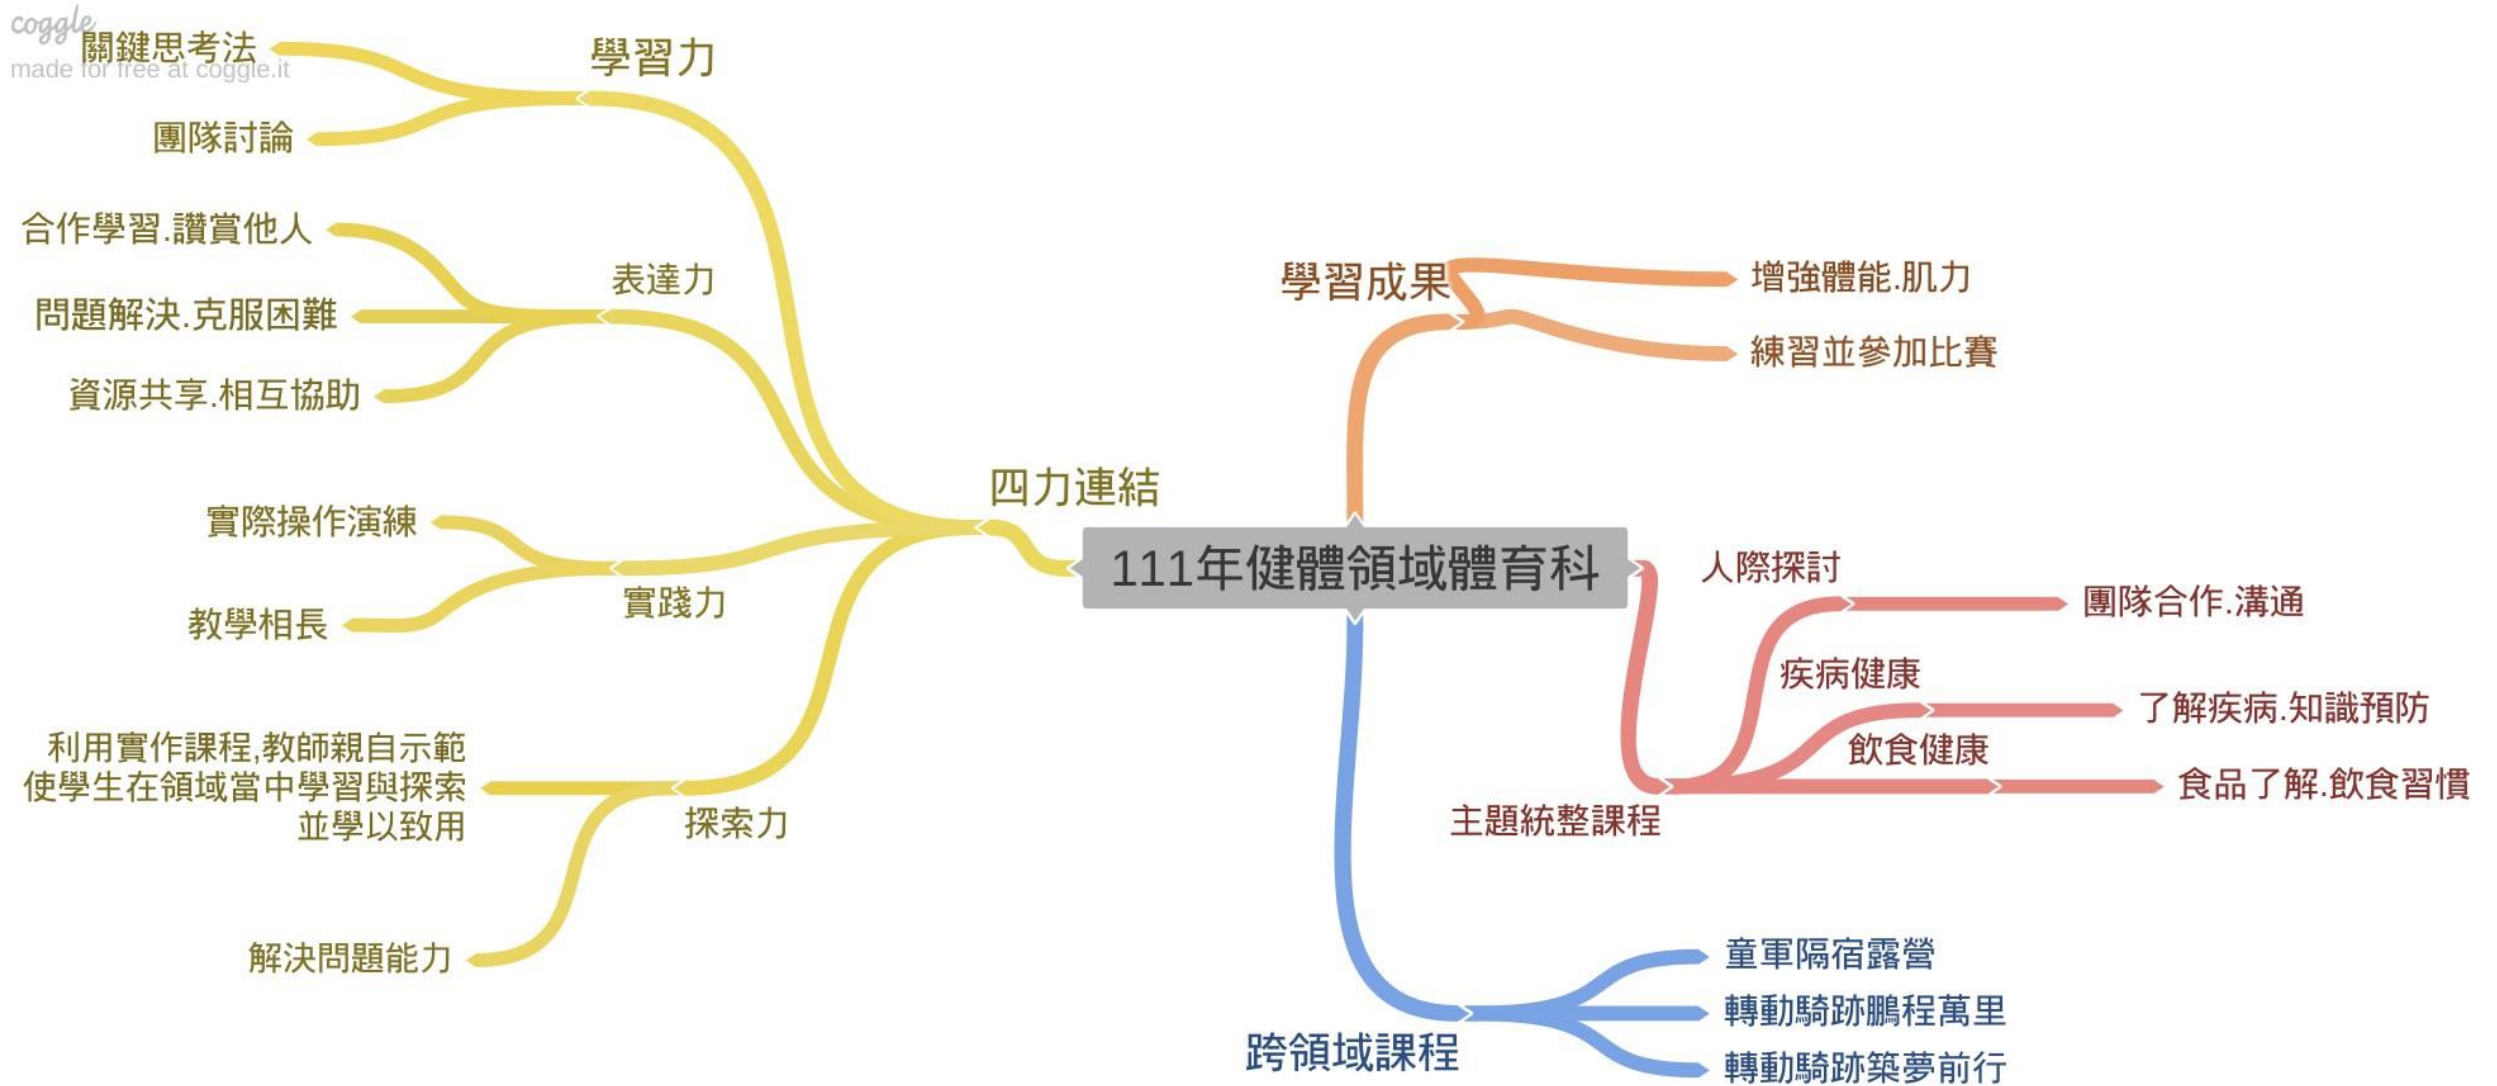 coggle
made for free at coggle.it
關鍵思考法
團隊討論
學習力
合作學習.讚賞他人
問題解決.克服困難
資源共享.相互協助
表達力
實際操作演練
教學相長
實踐力
利用實作課程,教師親自示範
使學生在領域當中學習與探索
並學以致用
解決問題能力
探索力
四力連結
111年健體領域體育科
學習成果
增強體能.肌力
練習並參加比賽
人際探討
團隊合作.溝通
疾病健康
了解疾病.知識預防
飲食健康
食品了解.飲食習慣
主題統整課程
童軍隔宿露營
轉動騎跡鵬程萬里
轉動騎跡築夢前行
跨領域課程